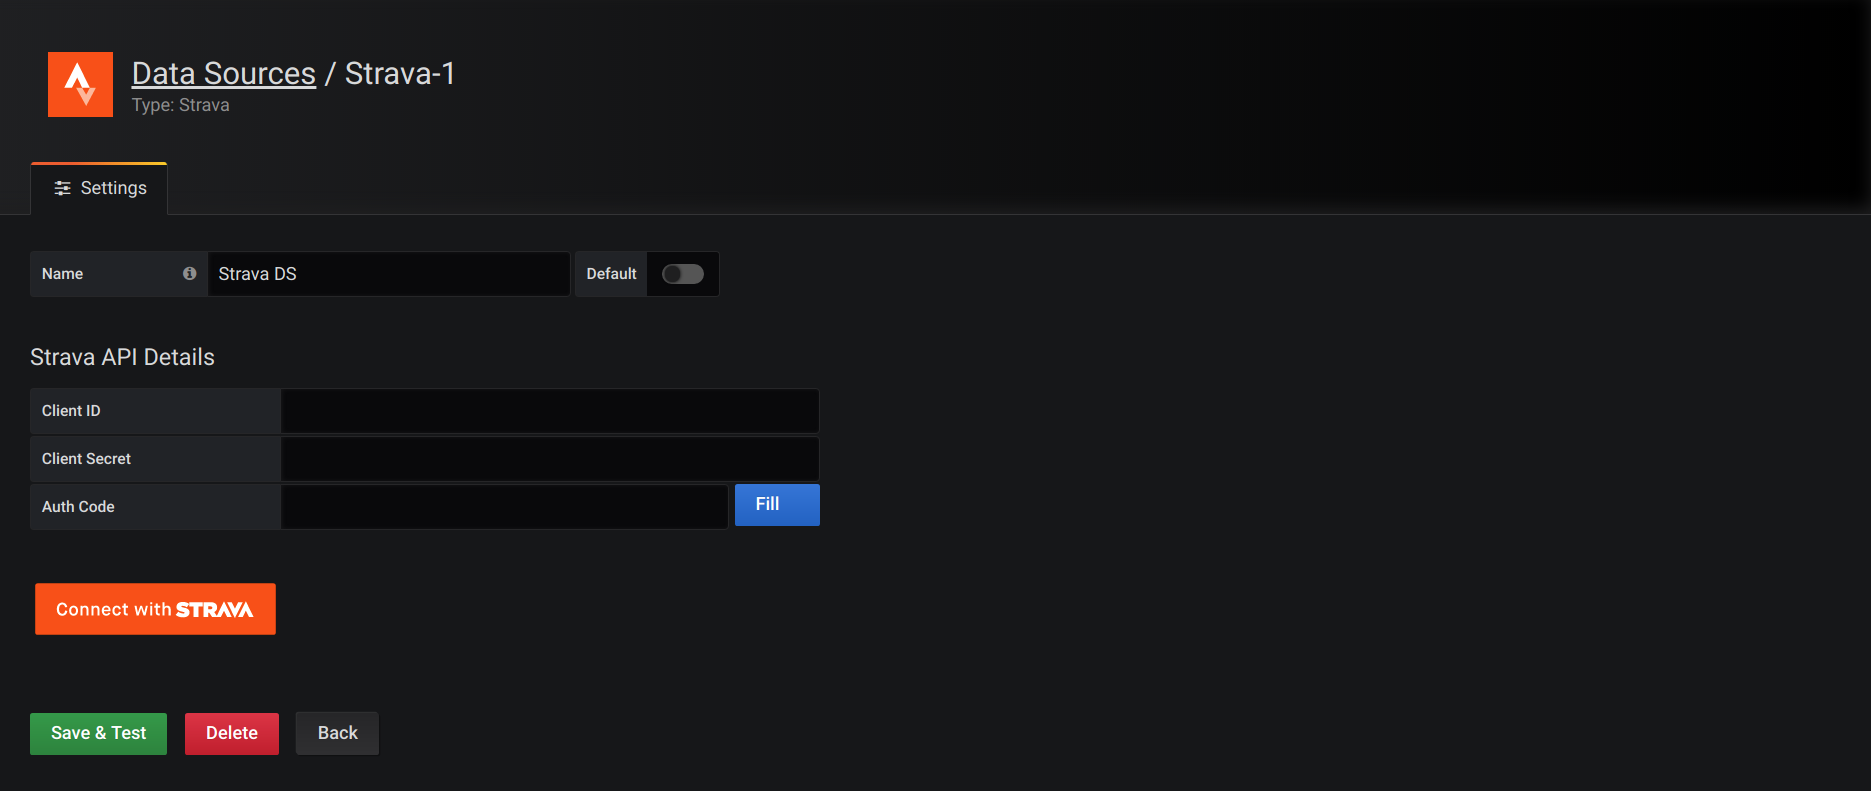 Data Sources / Strava-1
Type: Strava
Settings
Name Strava DS Default
Strava API Details
Client ID
Client Secret
Auth Code Fill
Connect with STRAVA
Save & Test Delete Back